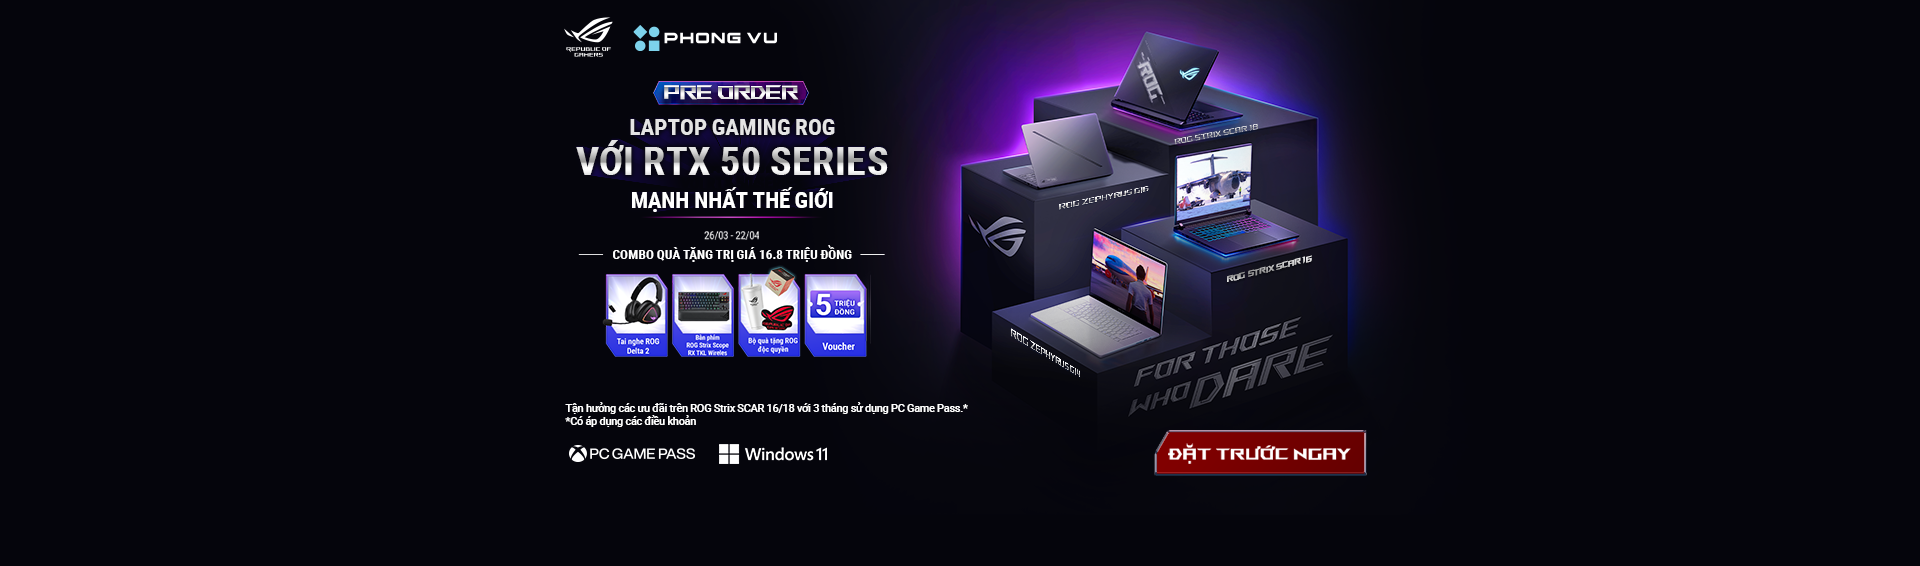 REPUBLIC OF
GAMERS
PHONG VU
PRE ORDER
LAPTOP GAMING ROG
VỚI RTX 50 SERIES
MẠNH NHẤT THẾ GIỚI
26/03 - 22/04
COMBO QUÀ TẶNG TRỊ GIÁ 16.8 TRIỆU ĐỒNG
Tai nghe ROG
Delta 2
Bàn phím
ROG Strix Scope
RX TKL Wireles
Bộ quà tặng ROG
độc quyền
5 TRIỆU
ĐỒNG
Voucher
Tận hưởng các ưu đãi trên ROG Strix SCAR 16/18 với 3 tháng sử dụng PC Game Pass.*
*Có áp dụng các điều khoản
PC GAME PASS
Windows 11
ROG
ROG STRIX SCAR 18
ROG ZEPHYRUS G16
ROG STRIX SCAR 16
ROG ZEPHYRUS G14
FOR THOSE
WHO DARE
ĐẶT TRƯỚC NGAY